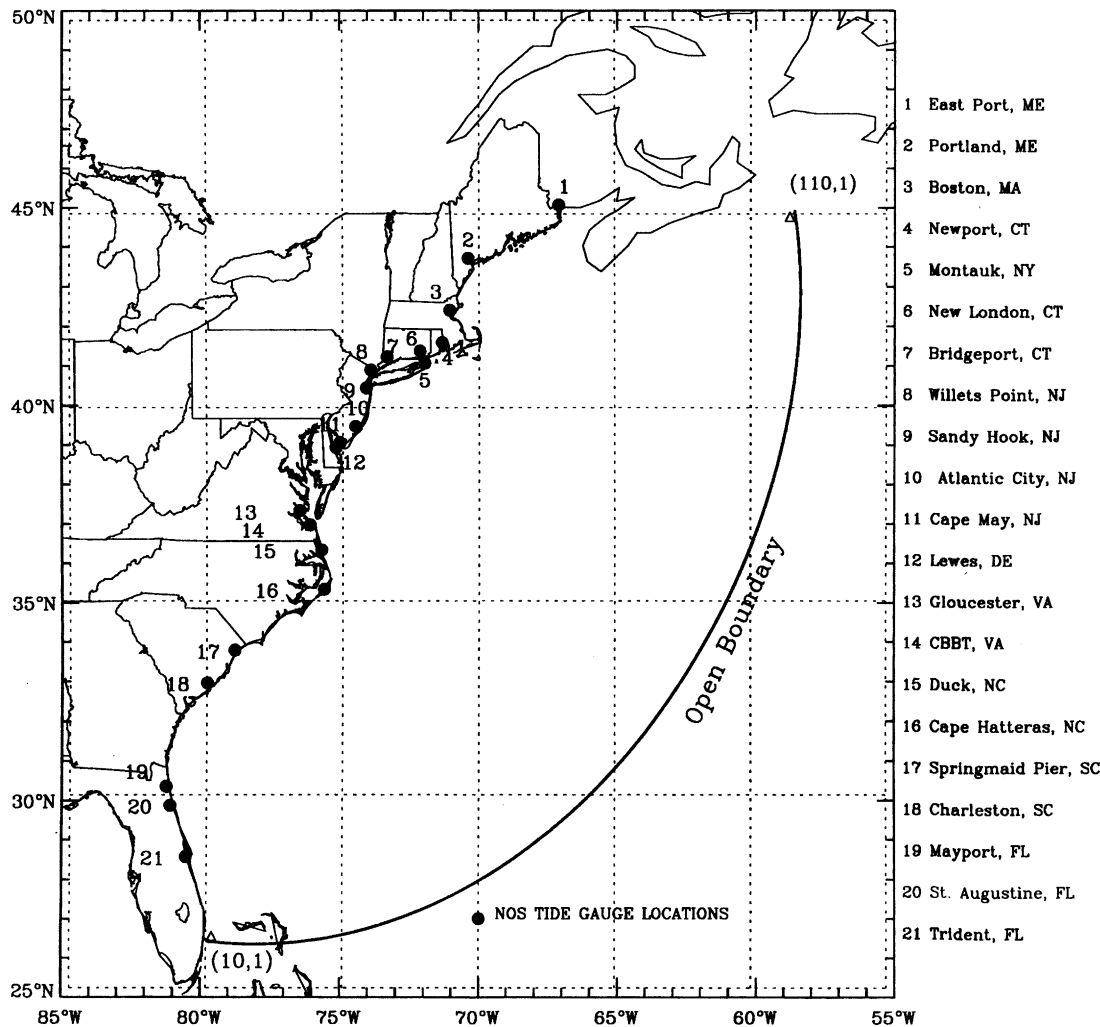 50°N
45°N
40°N
35°N
30°N
25°N
85°W
80°W
75°W
70°W
65°W
60°W
55°W
1
2
3
4
5
6
7
8
9
10
11
12
13
14
15
16
17
18
19
20
21
(110,1)
(10,1)
Open Boundary
NOS TIDE GAUGE LOCATIONS
1 East Port, ME
2 Portland, ME
3 Boston, MA
4 Newport, CT
5 Montauk, NY
6 New London, CT
7 Bridgeport, CT
8 Willets Point, NJ
9 Sandy Hook, NJ
10 Atlantic City, NJ
11 Cape May, NJ
12 Lewes, DE
13 Gloucester, VA
14 CBBT, VA
15 Duck, NC
16 Cape Hatteras, NC
17 Springmaid Pier, SC
18 Charleston, SC
19 Mayport, FL
20 St. Augustine, FL
21 Trident, FL